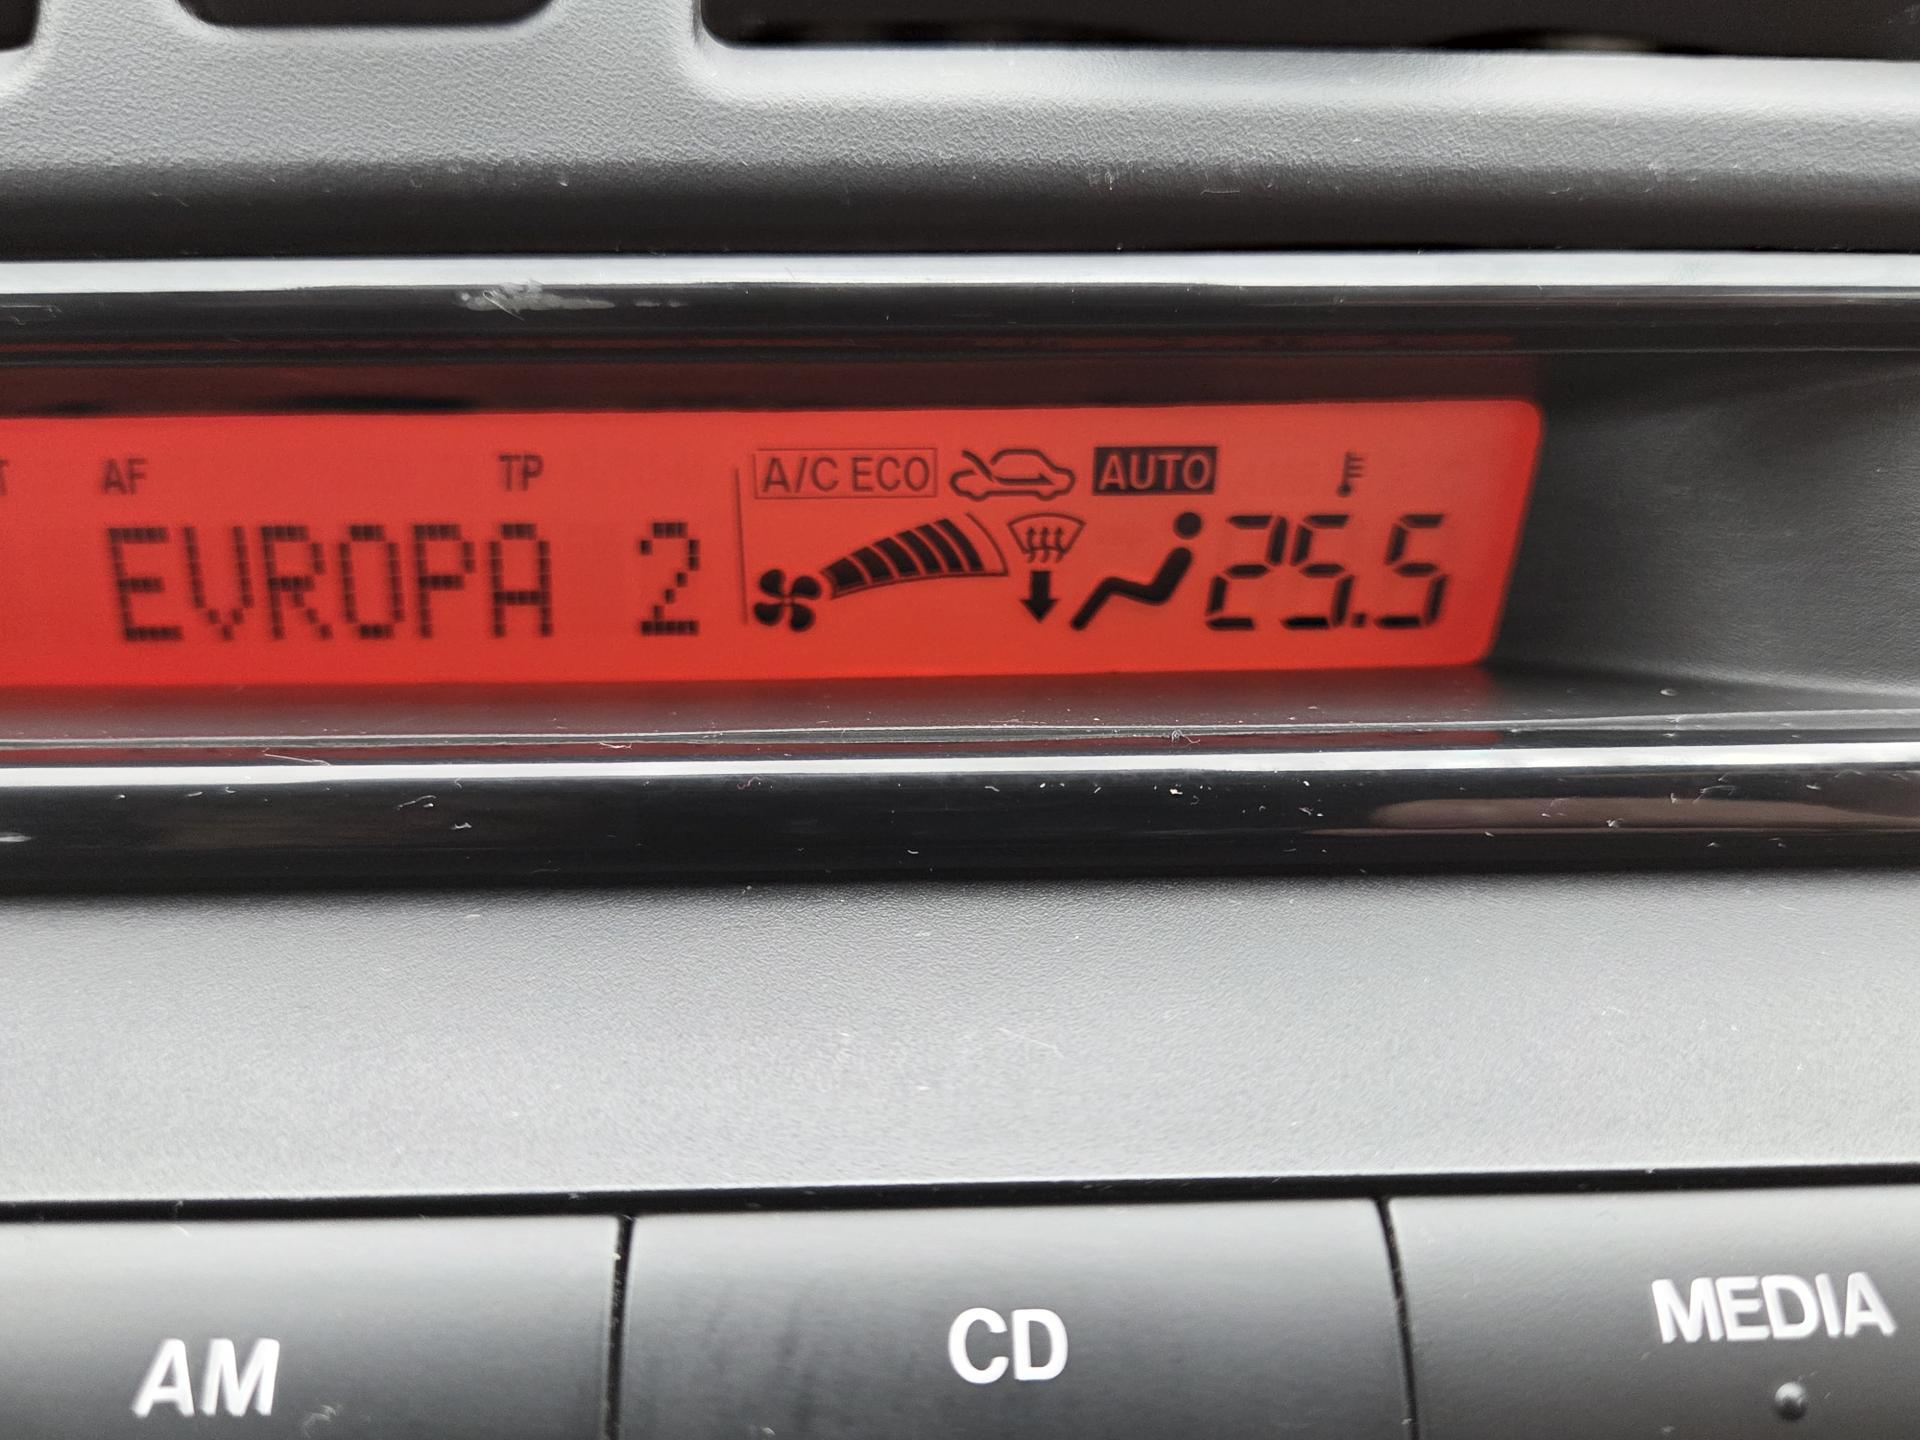 AF TP A/C ECO AUTO
EVROPA 2 25.5
AM CD MEDIA